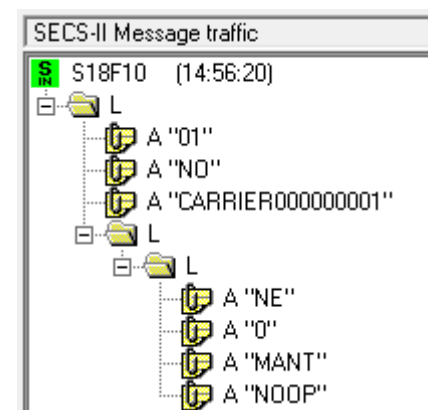 SECS-II Message traffic
S IN S18F10 (14:56:20)
L
A "01"
A "NO"
A "CARRIER000000001"
L
L
A "NE"
A "0"
A "MANT"
A "NOOP"